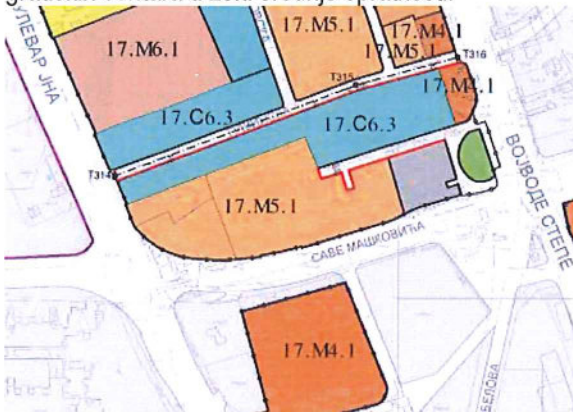 17.М4.1
17.М5.1
17.М5.1
Т316
17.М6.1
Т315
17.М4.1
17.С6.3
17.С6.3
УЛЕВАР ЈНА
Т314
ВОЈВОДЕ СТЕПЕ
17.М5.1
САВЕ МАШКОВИЋА
17.М4.1
БЕЛОВА